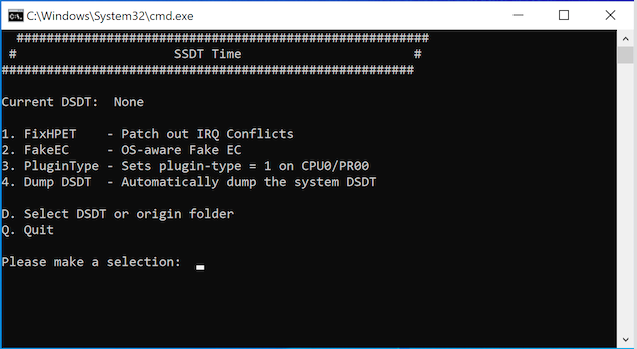 C:\Windows\System32\cmd.exe
#######################################################
# SSDT Time #
#######################################################
Current DSDT: None
1. FixHPET - Patch out IRQ Conflicts
2. FakeEC - OS-aware Fake EC
3. PluginType - Sets plugin-type = 1 on CPU0/PR00
4. Dump DSDT - Automatically dump the system DSDT
D. Select DSDT or origin folder
Q. Quit
Please make a selection: